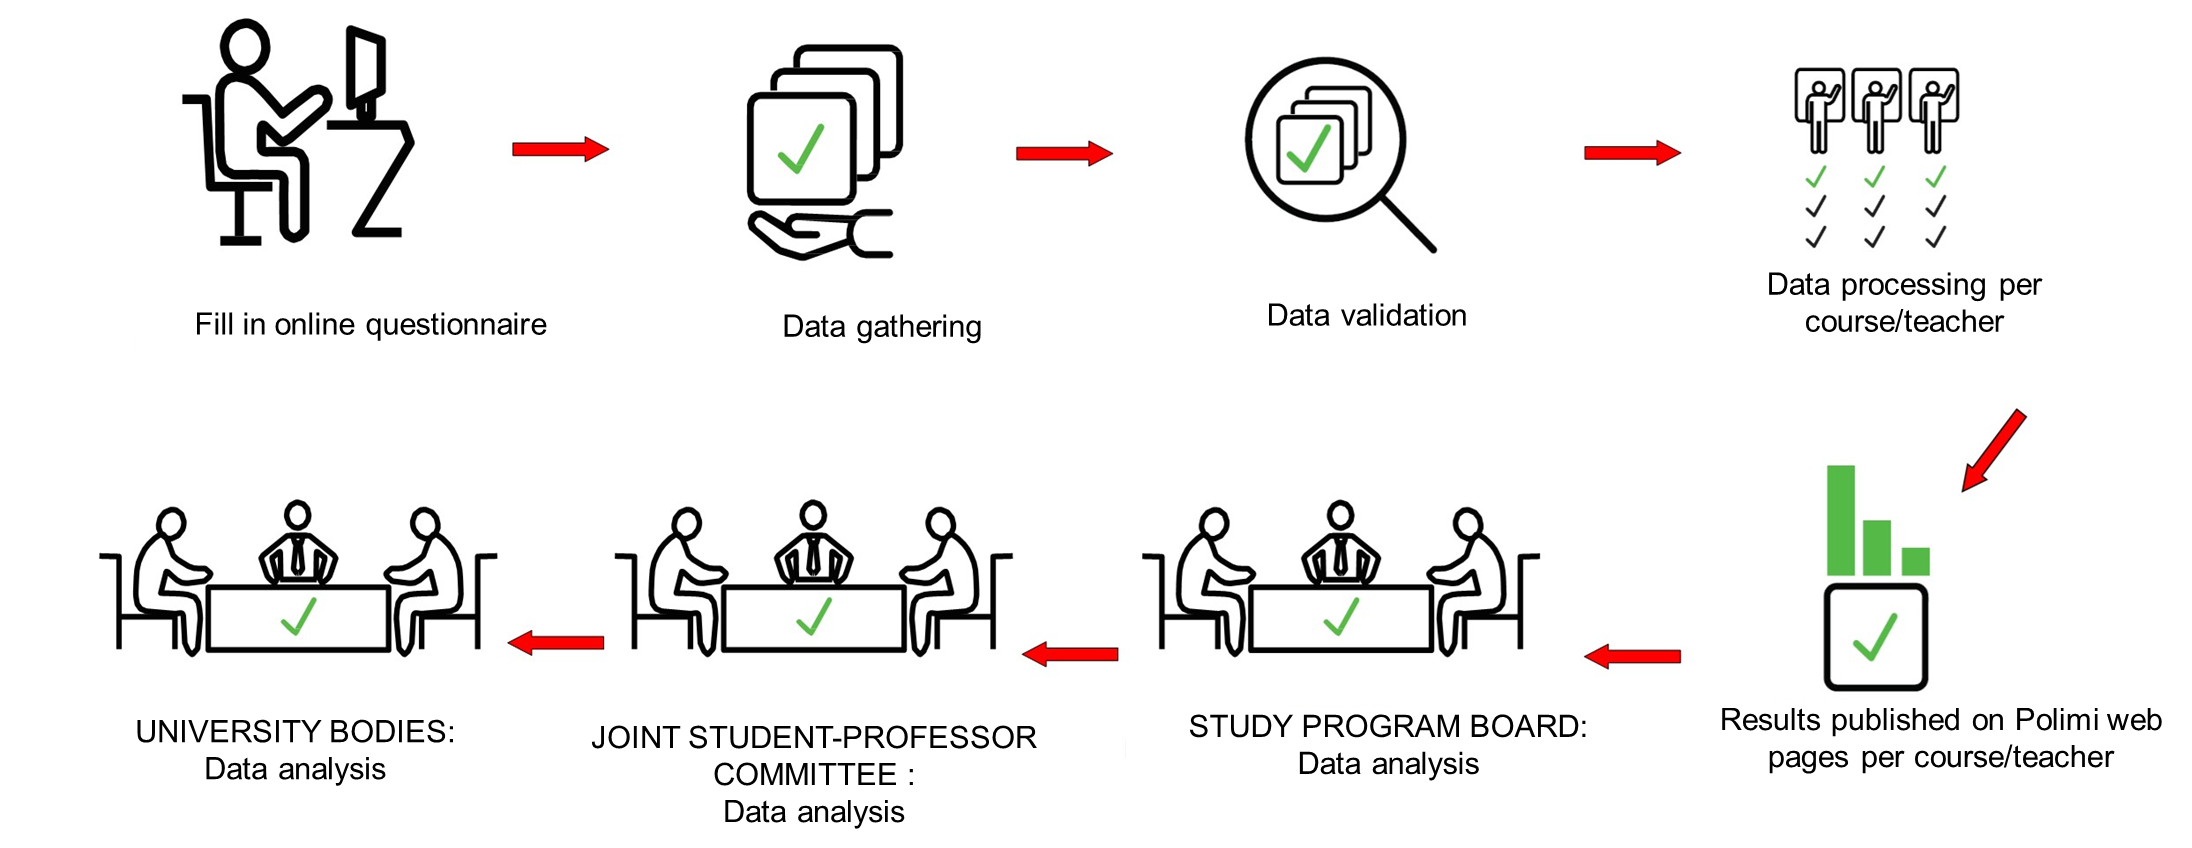 Fill in online questionnaire
Data gathering
Data validation
Data processing per
course/teacher
UNIVERSITY BODIES:
Data analysis
JOINT STUDENT-PROFESSOR
COMMITTEE :
Data analysis
STUDY PROGRAM BOARD:
Data analysis
Results published on Polimi web
pages per course/teacher